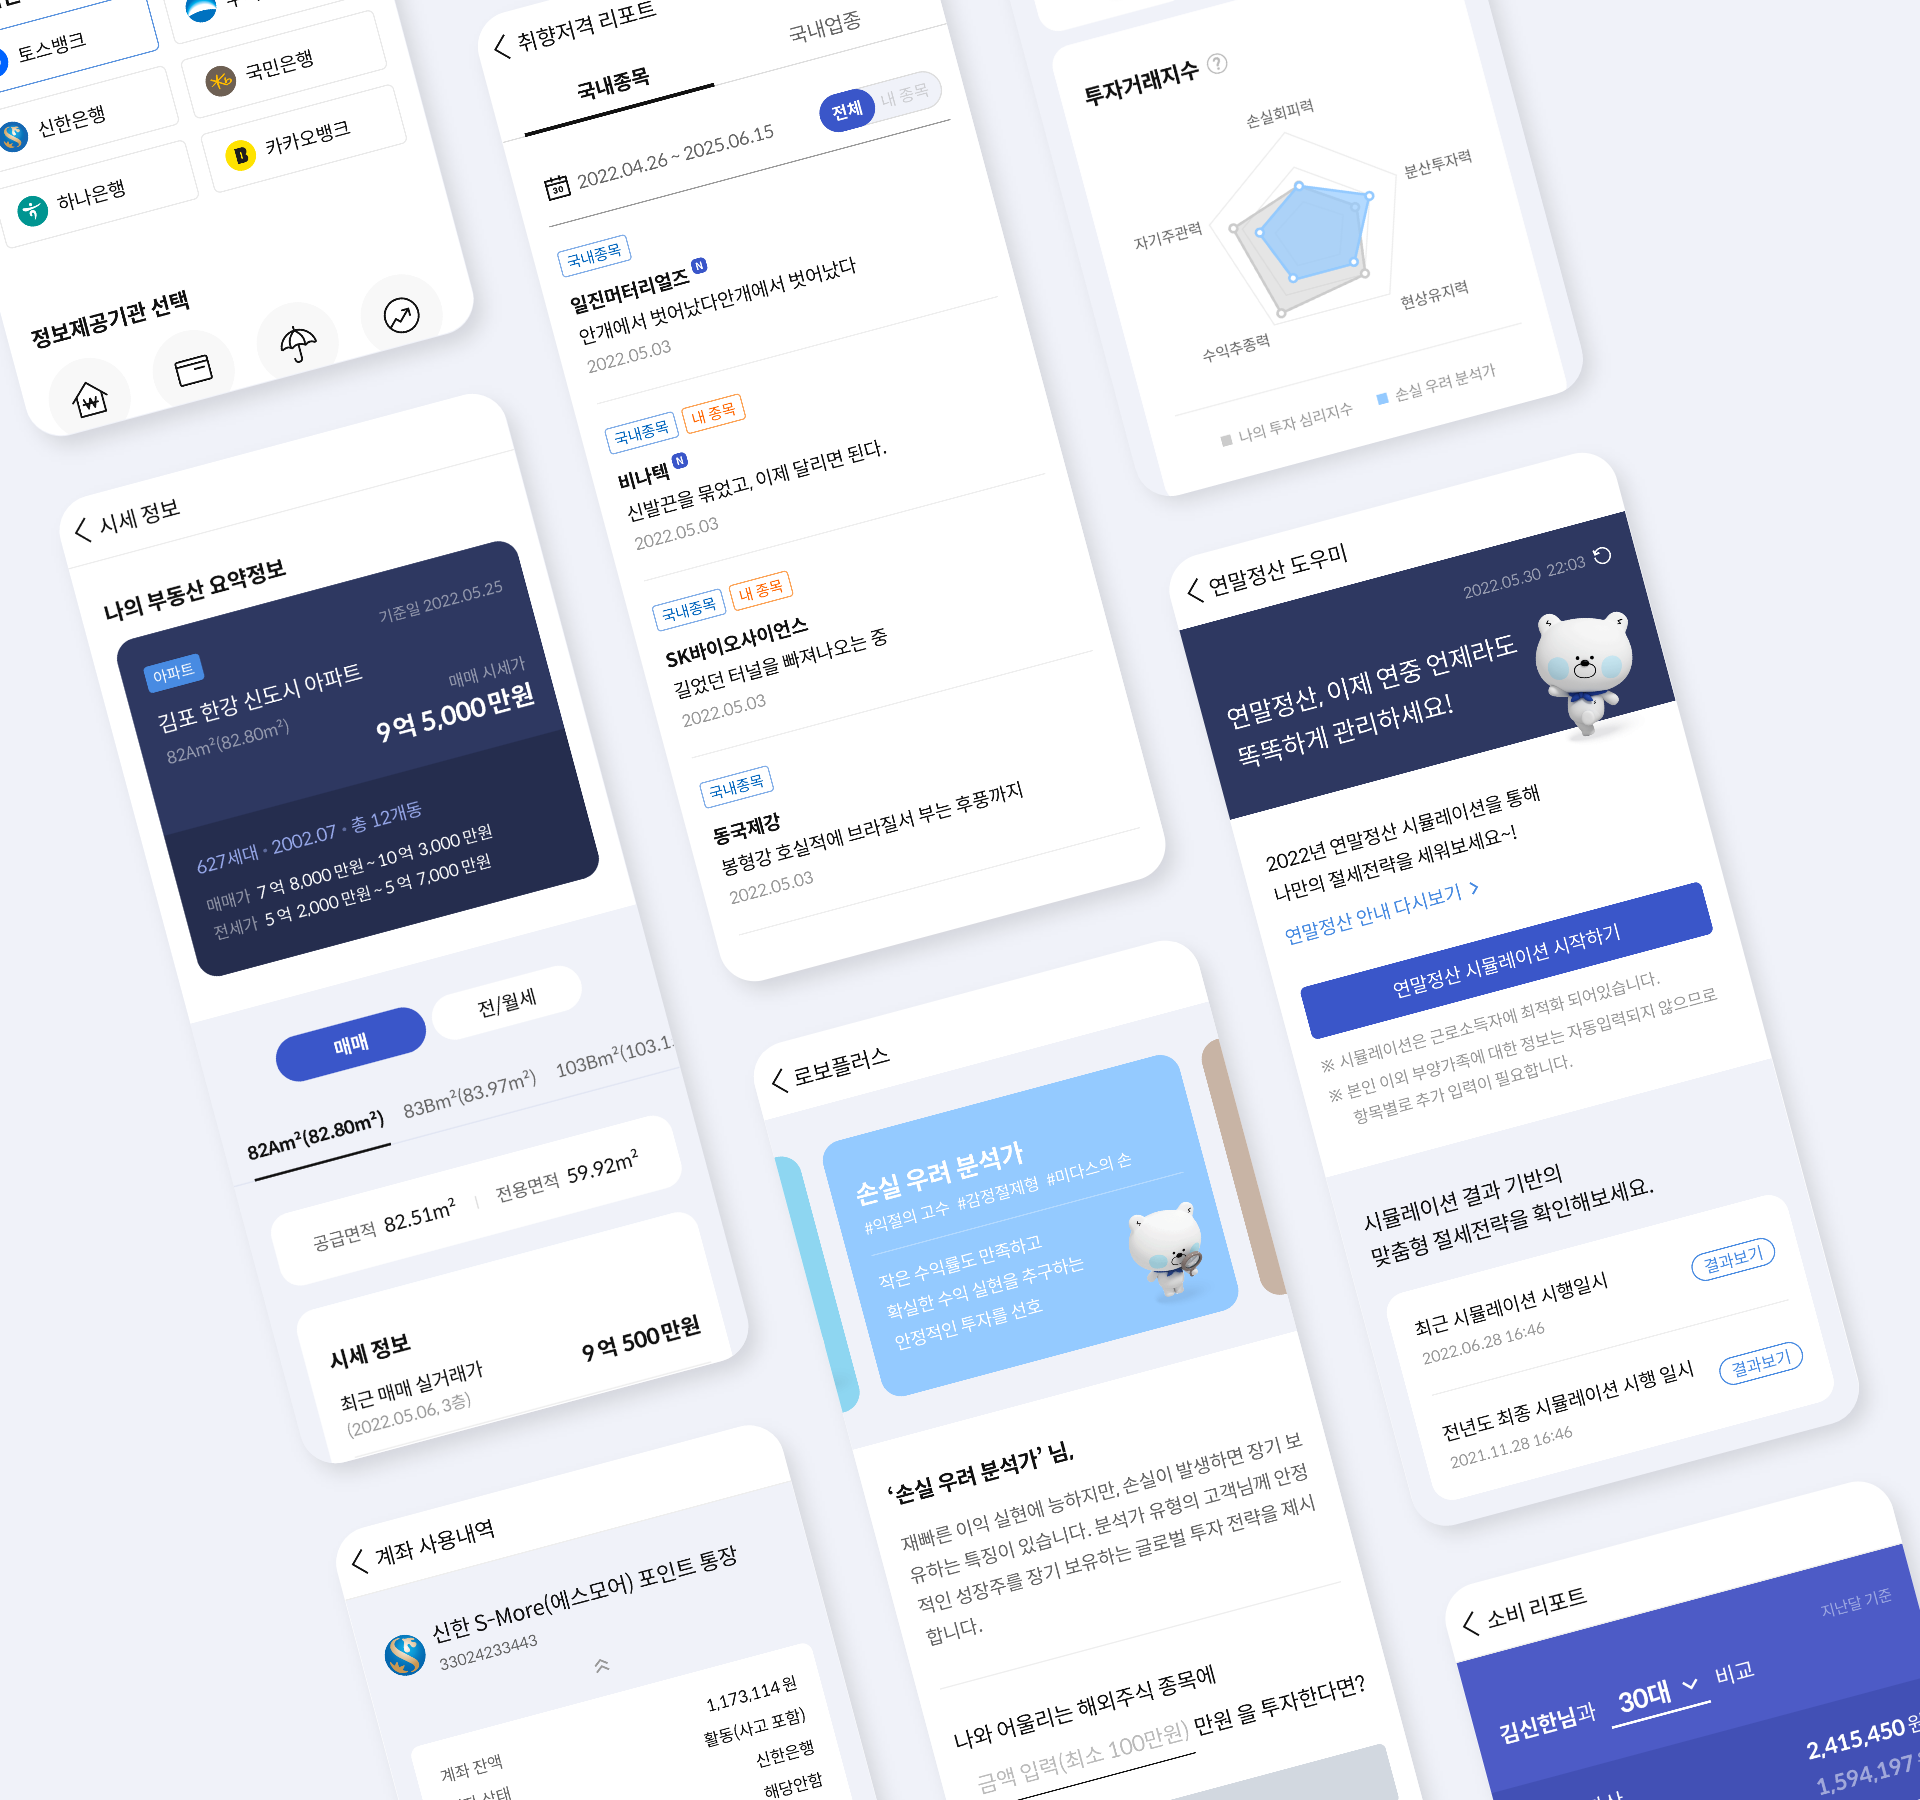 토스뱅크
국민은행
신한은행
카카오뱅크
하나은행
정보제공기관 선택
취향저격 리포트
국내종목
국내업종
전체
내 종목
2022.04.26 ~ 2025.06.15
국내종목
일진머터리얼즈 N
안개에서 벗어났다안개에서 벗어났다
2022.05.03
국내종목 내 종목
비나텍 N
신발끈을 묶었고, 이제 달리면 된다.
2022.05.03
국내종목 내 종목
SK바이오사이언스
길었던 터널을 빠져나오는 중
2022.05.03
국내종목
동국제강
봉형강 호실적에 브라질서 부는 후풍까지
2022.05.03
투자거래지수 ?
손실회피력
분산투자력
자기주관력
현상유지력
수익추종력
나의 투자 심리지수
손실 우려 분석가
시세 정보
나의 부동산 요약정보
기준일 2022.05.25
아파트
김포 한강 신도시 아파트
82Am²(82.80m²)
매매 시세가
9억 5,000만원
627세대 • 2002.07 • 총 12개동
매매가 7억 8,000만원 ~ 10억 3,000만원
전세가 5억 2,000만원 ~ 5억 7,000만원
매매
전/월세
82Am²(82.80m²)
83Bm²(83.97m²)
103Bm²(103.1
공급면적 82.51m²
전용면적 59.92m²
시세 정보
최근 매매 실거래가
(2022.05.06, 3층)
9억 500만원
연말정산 도우미
2022.05.30 22:03
연말정산, 이제 연중 언제라도
똑똑하게 관리하세요!
2022년 연말정산 시뮬레이션을 통해
나만의 절세전략을 세워보세요~!
연말정산 안내 다시보기 >
연말정산 시뮬레이션 시작하기
※ 시뮬레이션은 근로소득자에 최적화 되어있습니다.
※ 본인 이외 부양가족에 대한 정보는 자동입력되지 않으므로
항목별로 추가 입력이 필요합니다.
시뮬레이션 결과 기반의
맞춤형 절세전략을 확인해보세요.
최근 시뮬레이션 시행일시
2022.06.28 16:46
결과보기
전년도 최종 시뮬레이션 시행 일시
2021.11.28 16:46
결과보기
로보플러스
손실 우려 분석가
#익절의 고수 #감정절제형 #미다스의 손
작은 수익률도 만족하고
확실한 수익 실현을 추구하는
안정적인 투자를 선호
‘손실 우려 분석가’ 님,
재빠른 이익 실현에 능하지만, 손실이 발생하면 장기 보
유하는 특징이 있습니다. 분석가 유형의 고객님께 안정
적인 성장주를 장기 보유하는 글로벌 투자 전략을 제시
합니다.
나와 어울리는 해외주식 종목에
금액 입력(최소 100만원) 만원 을 투자한다면?
계좌 사용내역
신한 S-More(에스모어) 포인트 통장
33024233443
계좌 잔액
1,173,114원
활동(사고 포함)
신한은행
해당안함
소비 리포트
지난달 기준
김신한님과 30대 비교
2,415,450원
1,594,197